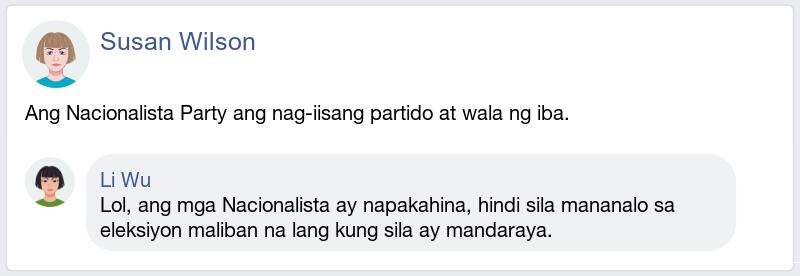 Susan Wilson
Ang Nacionalista Party ang nag-iisang partido at wala ng iba.
Li Wu
Lol, ang mga Nacionalista ay napakahina, hindi sila mananalo sa
eleksiyon maliban na lang kung sila ay mandaraya.